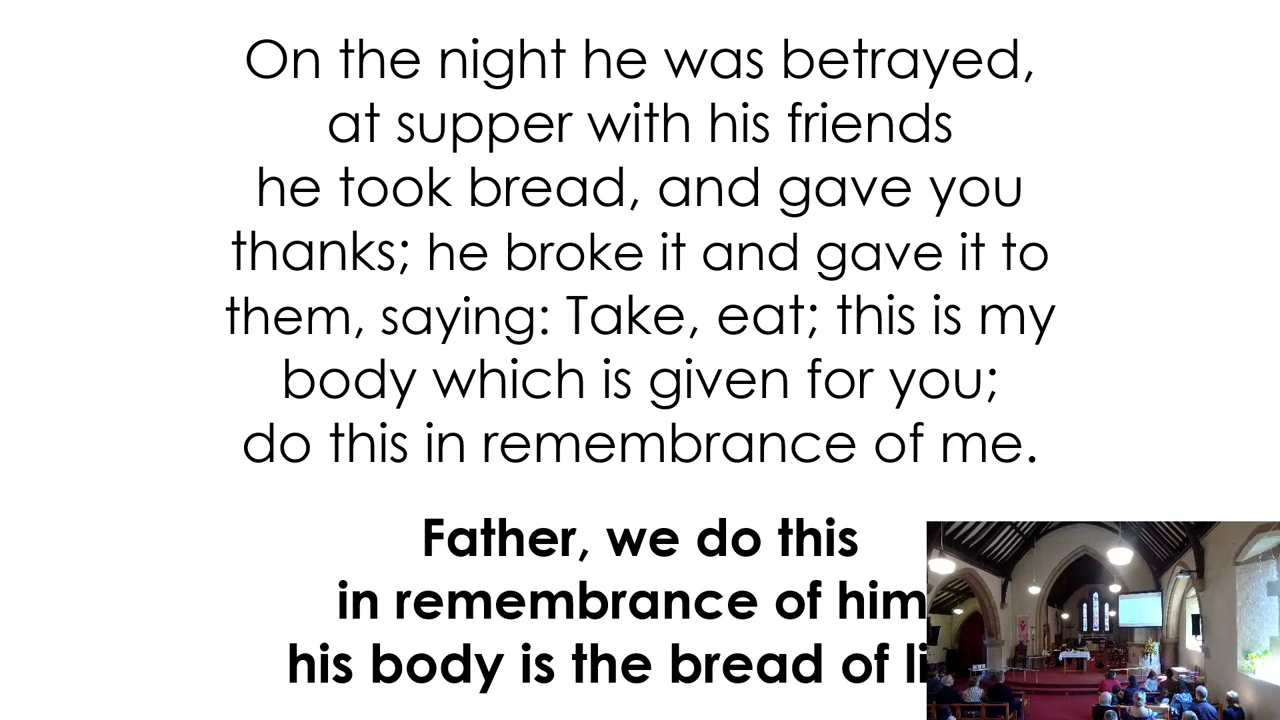 On the night he was betrayed,
at supper with his friends
he took bread, and gave you
thanks; he broke it and gave it to
them, saying: Take, eat; this is my
body which is given for you;
do this in remembrance of me.
Father, we do this
in remembrance of him
his body is the bread of